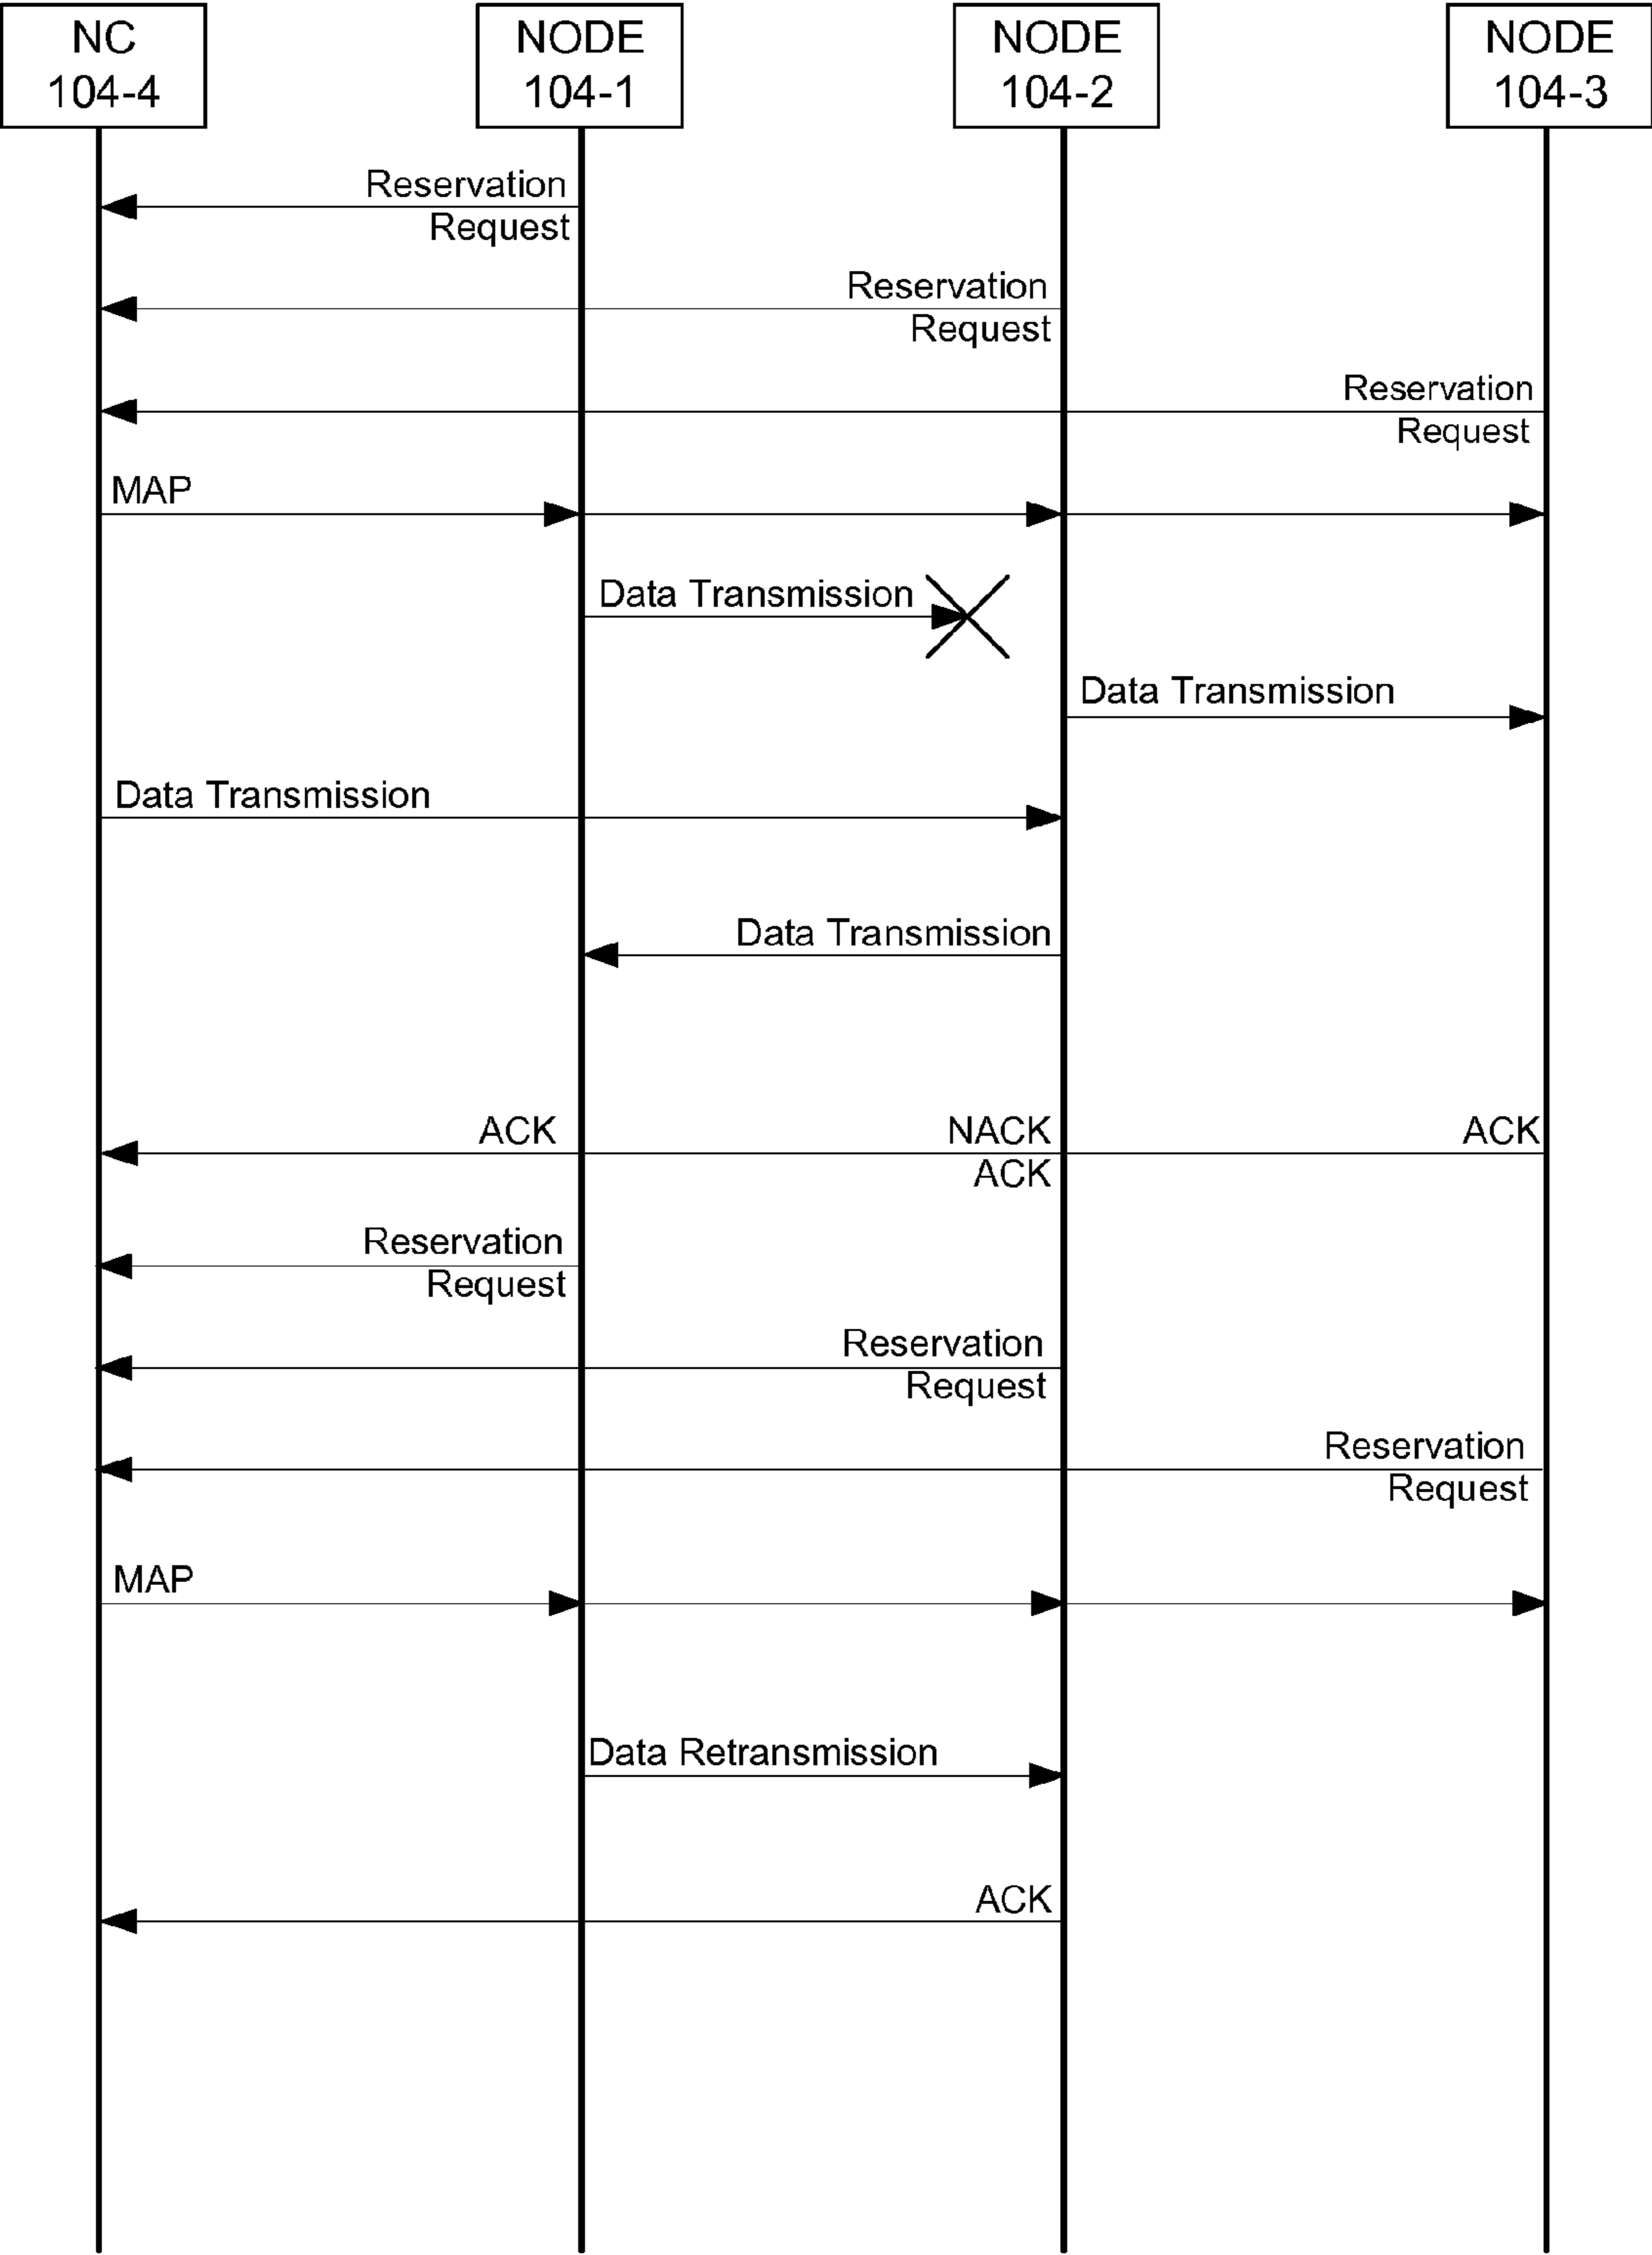 NC
104-4
NODE
104-1
NODE
104-2
NODE
104-3
Reservation
Request
Reservation
Request
Reservation
Request
MAP
Data Transmission
Data Transmission
Data Transmission
Data Transmission
ACK
NACK
ACK
ACK
Reservation
Request
Reservation
Request
Reservation
Request
MAP
Data Retransmission
ACK